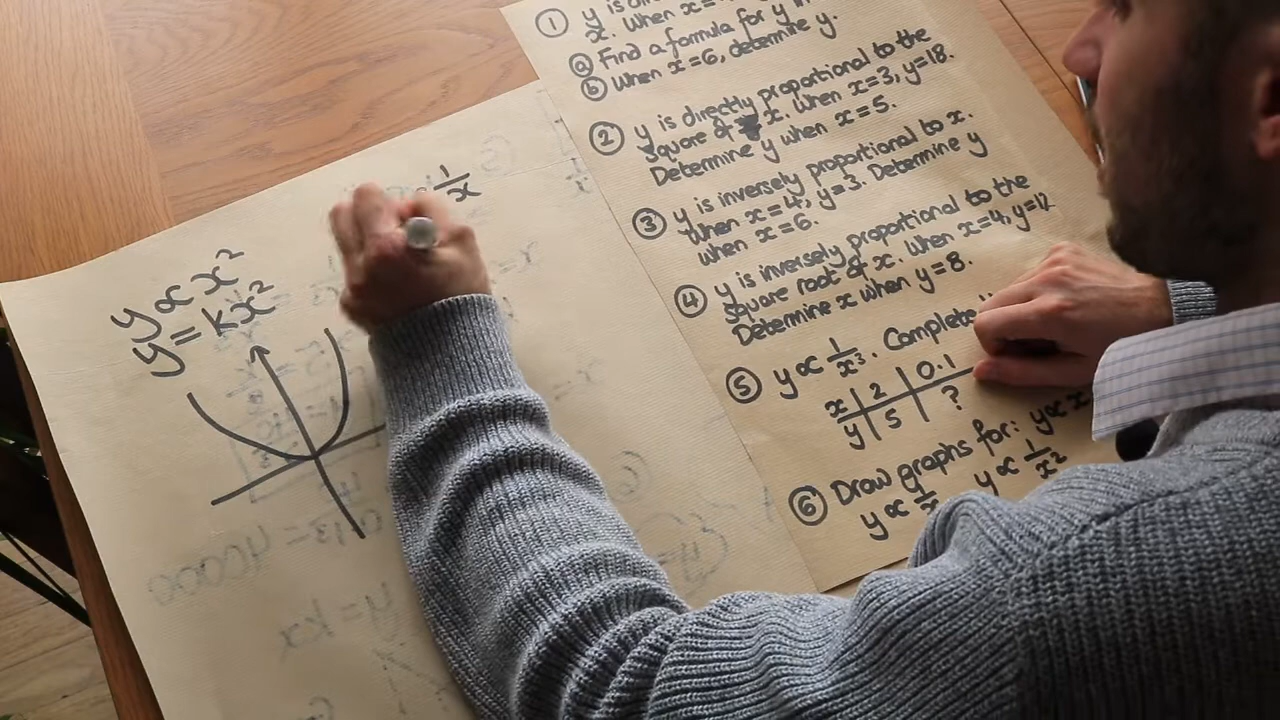 ① y is
x. When x=
ⓐ Find a formula for y in
ⓑ When x=6, determine y.
② y is directly proportional to the
square of x. When x=3, y=18.
Determine y when x=5.
③ y is inversely proportional to x.
When x=4, y=3. Determine y
when x=6.
④ y is inversely proportional to the
square root of x. When x=4, y=12
Determine x when y=8.
⑤ y∝1/x³. Complete
x | 2 | 0.1
y | 5 | ?
⑥ Draw graphs for: y∝x
y∝1/x y∝1/x²
y∝x²
y=kx²
1/x